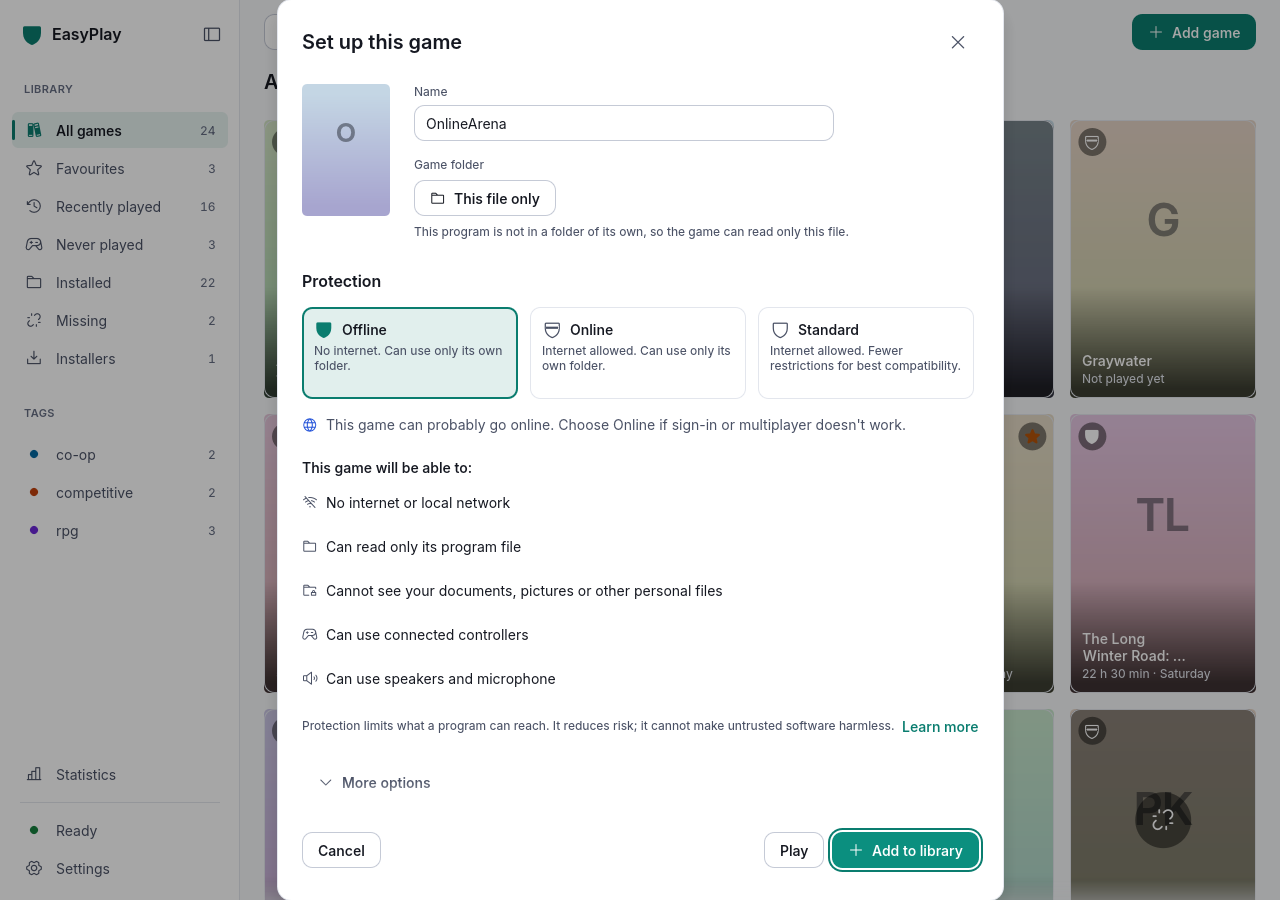 EasyPlay
Add game
LIBRARY
All games 24
Favourites 3
Recently played 16
Never played 3
Installed 22
Missing 2
Installers 1
TAGS
co-op 2
competitive 2
rpg 3
Statistics
Ready
Settings
Set up this game
O
Name
OnlineArena
Game folder
This file only
This program is not in a folder of its own, so the game can read only this file.
Protection
Offline
No internet. Can use only its own
folder.
Online
Internet allowed. Can use only its
own folder.
Standard
Internet allowed. Fewer
restrictions for best compatibility.
This game can probably go online. Choose Online if sign-in or multiplayer doesn't work.
This game will be able to:
No internet or local network
Can read only its program file
Cannot see your documents, pictures or other personal files
Can use connected controllers
Can use speakers and microphone
Protection limits what a program can reach. It reduces risk; it cannot make untrusted software harmless. Learn more
More options
Cancel
Play
Add to library
G
Graywater
Not played yet
TL
The Long
Winter Road: …
22 h 30 min · Saturday